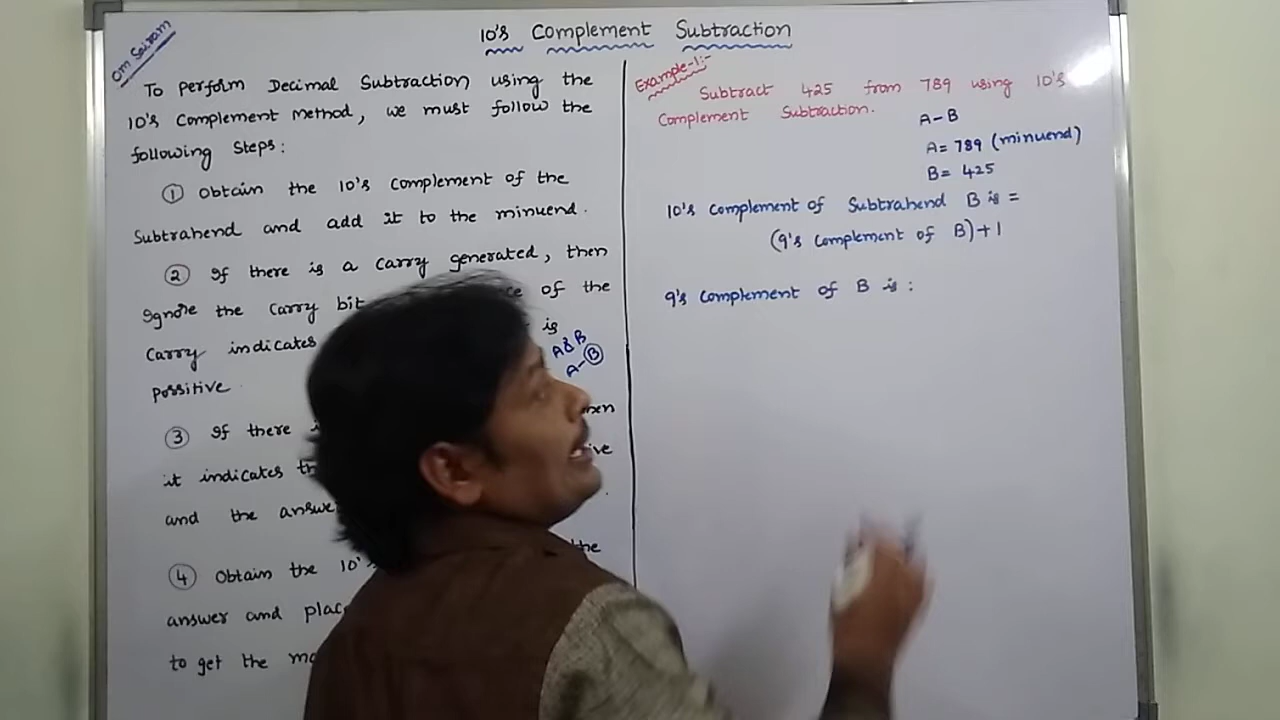 Om Sairam
10's Complement Subtraction
To perform Decimal Subtraction using the
10's Complement Method, we must follow the
following Steps:
① Obtain the 10's Complement of the
Subtrahend and add it to the minuend.
② If there is a Carry generated, then
Ignore the Carry bit of the
Carry indicates is
Possitive
A & B
A-B
③ If there
it indicates
and the
④ Obtain the the
answer and
to get the
Example-1:-
Subtract 425 from 789 using 10's
Complement Subtraction.
A-B
A = 789 (minuend)
B = 425
10's Complement of Subtrahend B is =
(9's Complement of B)+1
9's Complement of B is :